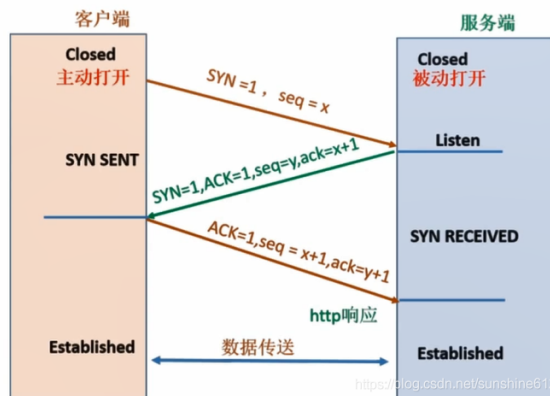 客户端
服务端
Closed
主动打开
Closed
被动打开
SYN =1 , seq = x
Listen
SYN SENT
SYN=1,ACK=1,seq=y,ack=x+1
ACK=1,seq = x+1,ack=y+1
SYN RECEIVED
http响应
Established
数据传送
Established
https://blog.csdn.net/sunshine61